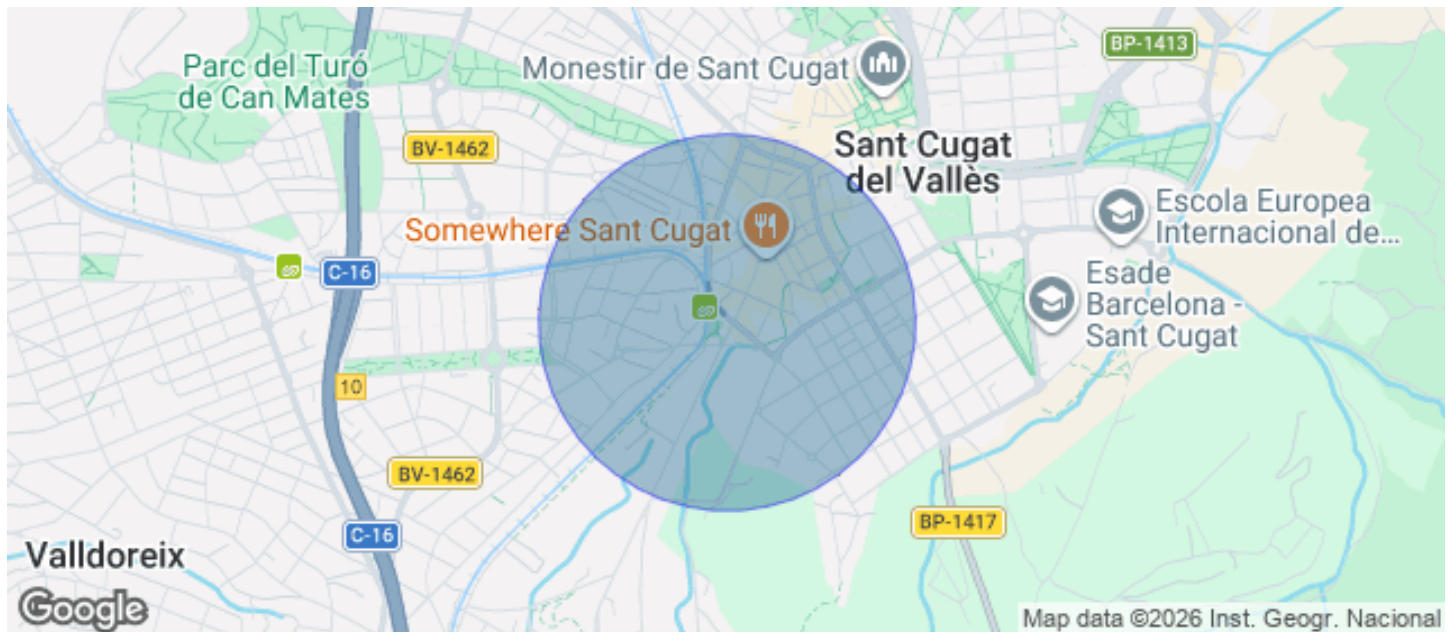 Parc del Turó
de Can Mates
Monestir de Sant Cugat
BP-1413
BV-1462
Sant Cugat
del Vallès
Somewhere Sant Cugat
Escola Europea
Internacional de...
C-16
Esade
Barcelona -
Sant Cugat
10
BV-1462
BP-1417
C-16
Valldoreix
Google
Map data ©2026 Inst. Geogr. Nacional